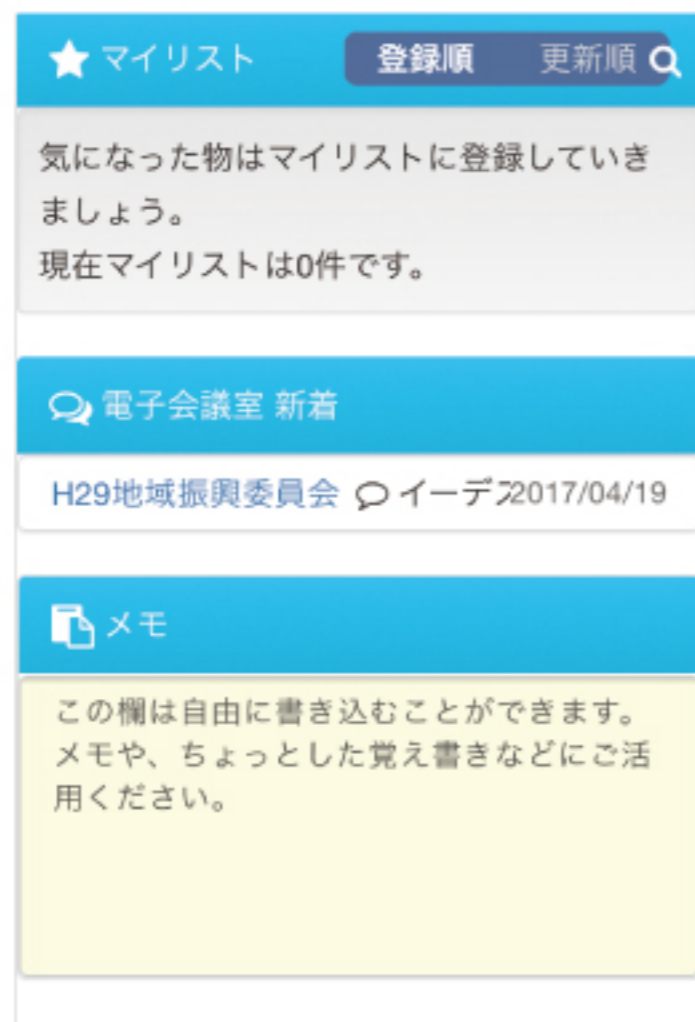 マイリスト 登録順 更新順
気になった物はマイリストに登録していき
ましょう。
現在マイリストは0件です。
電子会議室 新着
H29地域振興委員会 イーデ 2017/04/19
メモ
この欄は自由に書き込むことができます。
メモや、ちょっとした覚え書きなどにご活
用ください。